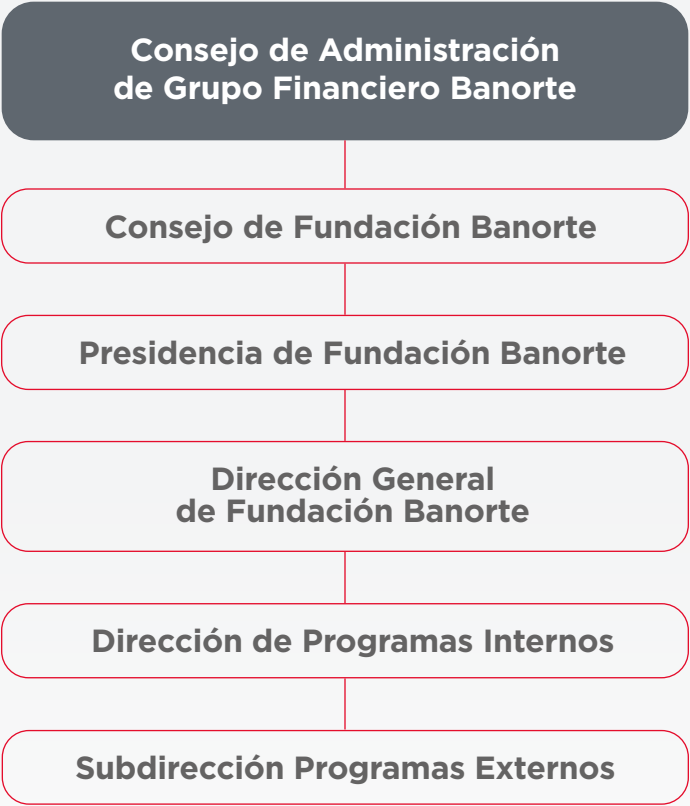 Consejo de Administración
de Grupo Financiero Banorte
Consejo de Fundación Banorte
Presidencia de Fundación Banorte
Dirección General
de Fundación Banorte
Dirección de Programas Internos
Subdirección Programas Externos